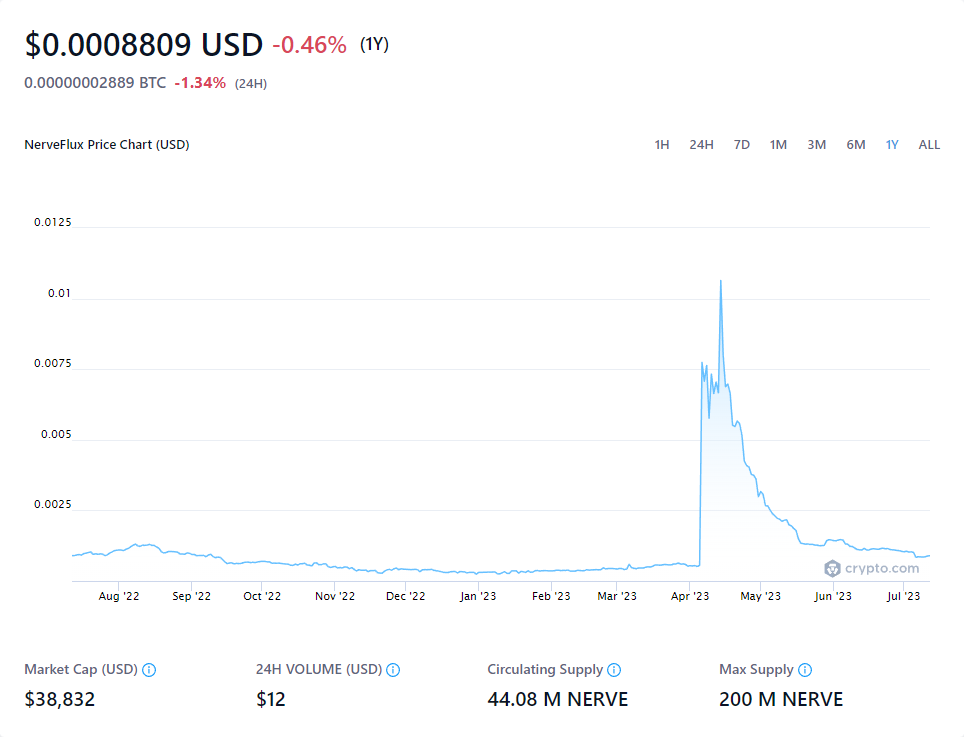 $0.0008809 USD -0.46% (1Y)
0.00000002889 BTC -1.34% (24H)
NerveFlux Price Chart (USD) 1H 24H 7D 1M 3M 6M 1Y ALL
0.0125
0.01
0.0075
0.005
0.0025
crypto.com
Aug '22 Sep '22 Oct '22 Nov '22 Dec '22 Jan '23 Feb '23 Mar '23 Apr '23 May '23 Jun '23 Jul '23
Market Cap (USD) 24H VOLUME (USD) Circulating Supply Max Supply
$38,832 $12 44.08 M NERVE 200 M NERVE